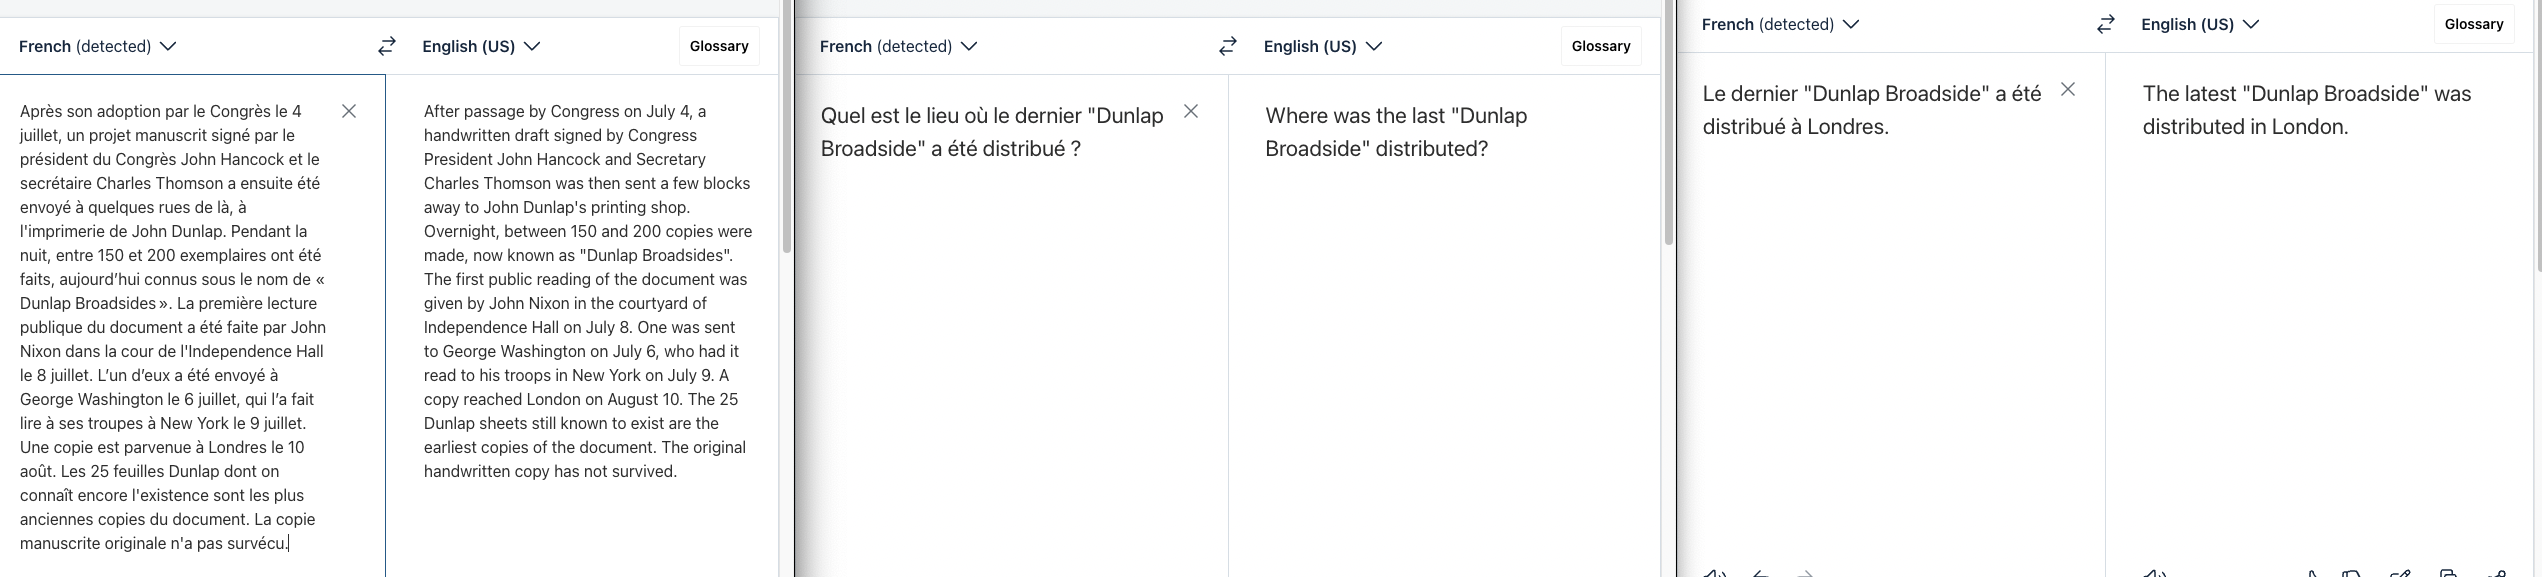 French (detected)
English (US)
Glossary
Après son adoption par le Congrès le 4
juillet, un projet manuscrit signé par le
président du Congrès John Hancock et le
secrétaire Charles Thomson a ensuite été
envoyé à quelques rues de là, à
l'imprimerie de John Dunlap. Pendant la
nuit, entre 150 et 200 exemplaires ont été
faits, aujourd’hui connus sous le nom de «
Dunlap Broadsides ». La première lecture
publique du document a été faite par John
Nixon dans la cour de l'Independence Hall
le 8 juillet. L’un d’eux a été envoyé à
George Washington le 6 juillet, qui l’a fait
lire à ses troupes à New York le 9 juillet.
Une copie est parvenue à Londres le 10
août. Les 25 feuilles Dunlap dont on
connaît encore l'existence sont les plus
anciennes copies du document. La copie
manuscrite originale n'a pas survécu.
After passage by Congress on July 4, a
handwritten draft signed by Congress
President John Hancock and Secretary
Charles Thomson was then sent a few blocks
away to John Dunlap's printing shop.
Overnight, between 150 and 200 copies were
made, now known as "Dunlap Broadsides".
The first public reading of the document was
given by John Nixon in the courtyard of
Independence Hall on July 8. One was sent
to George Washington on July 6, who had it
read to his troops in New York on July 9. A
copy reached London on August 10. The 25
Dunlap sheets still known to exist are the
earliest copies of the document. The original
handwritten copy has not survived.
French (detected)
English (US)
Glossary
Quel est le lieu où le dernier "Dunlap
Broadside" a été distribué ?
Where was the last "Dunlap
Broadside" distributed?
French (detected)
English (US)
Glossary
Le dernier "Dunlap Broadside" a été
distribué à Londres.
The latest "Dunlap Broadside" was
distributed in London.